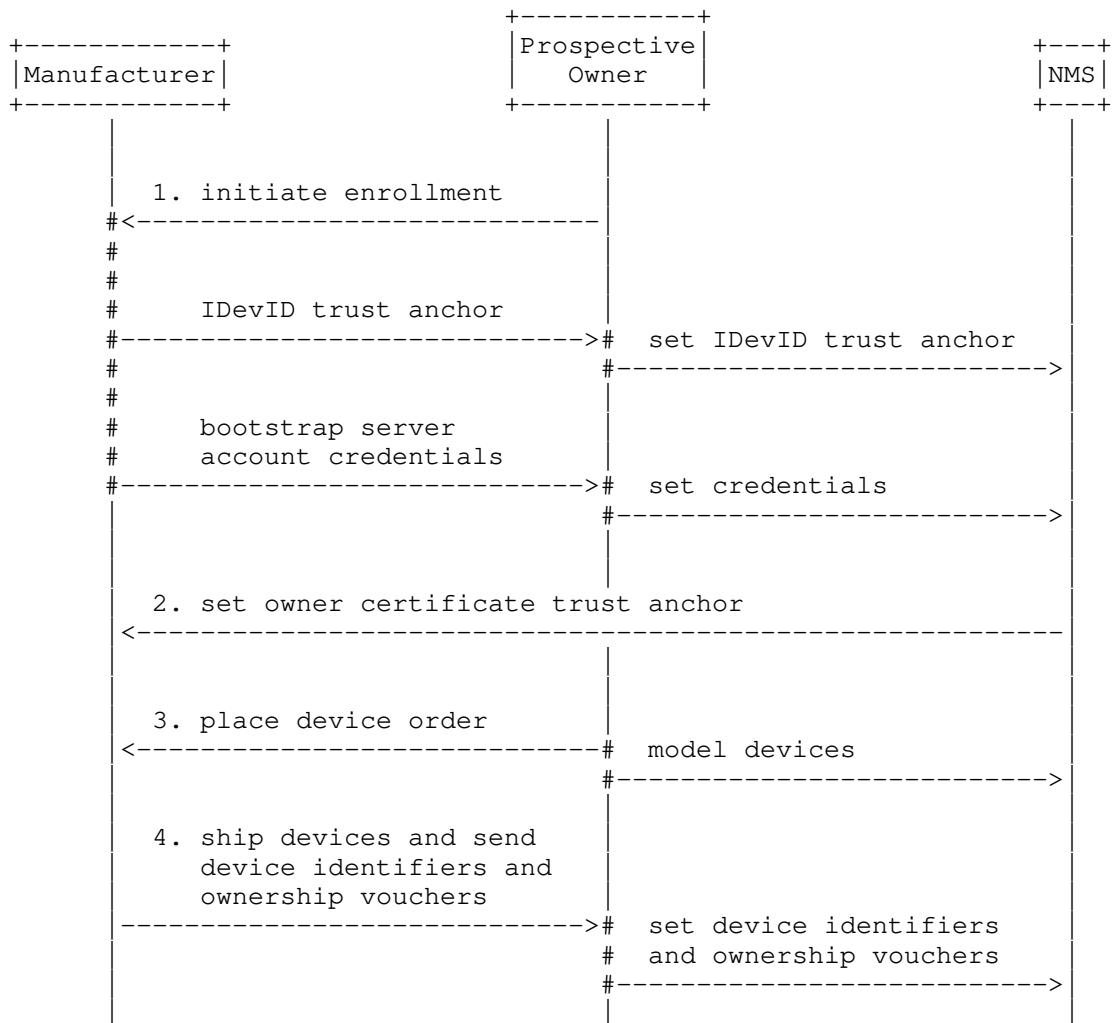 Prospective
Manufacturer Owner NMS
1. initiate enrollment
IDevID trust anchor
set IDevID trust anchor
bootstrap server
account credentials
set credentials
2. set owner certificate trust anchor
3. place device order
model devices
4. ship devices and send
device identifiers and
ownership vouchers
set device identifiers
and ownership vouchers